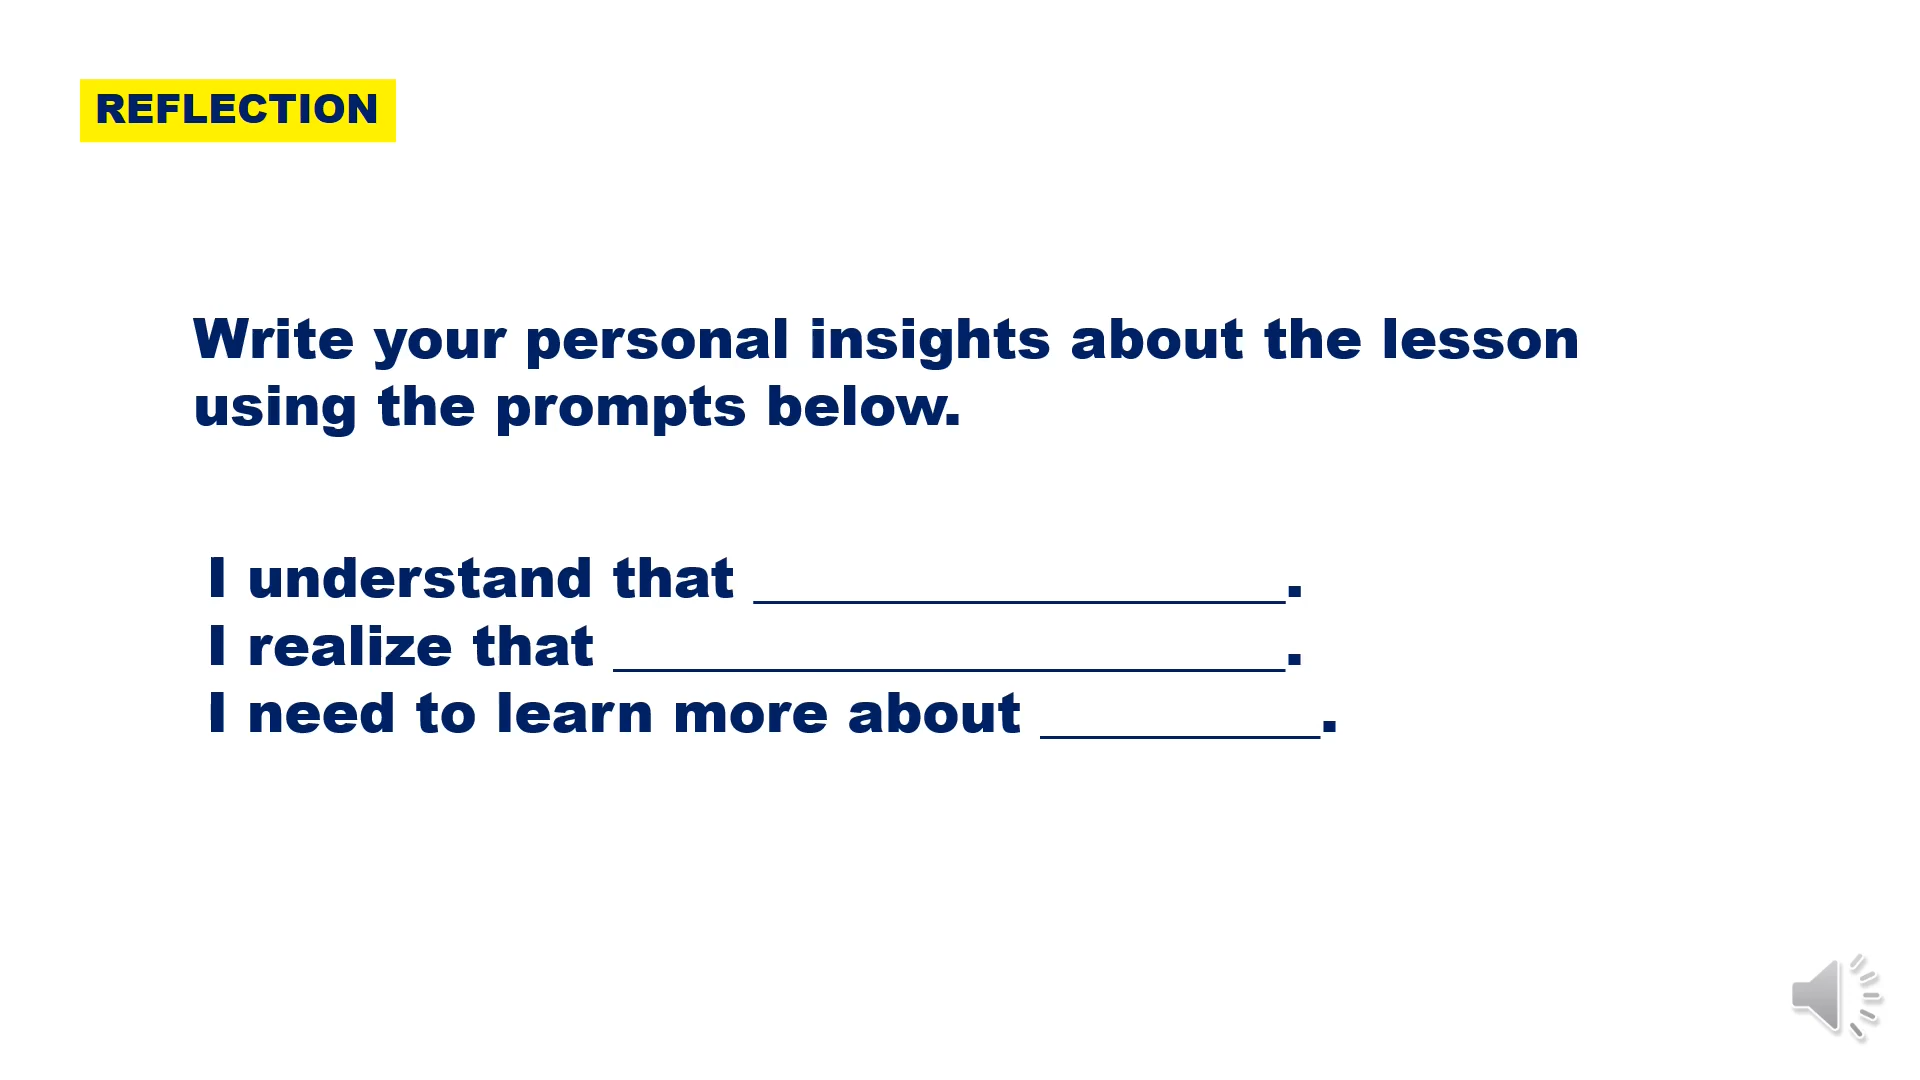 REFLECTION
Write your personal insights about the lesson
using the prompts below.
I understand that ___________________.
I realize that ________________________.
I need to learn more about __________.